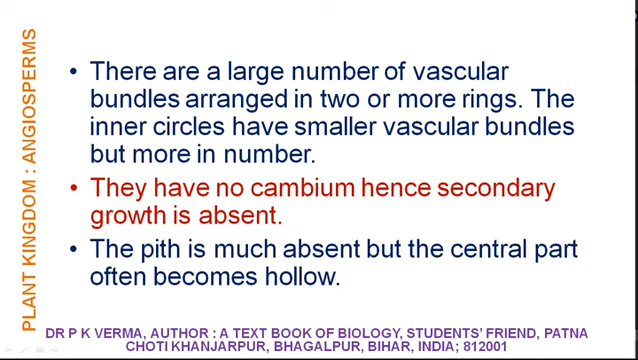 PLANT KINGDOM : ANGIOSPERMS
• There are a large number of vascular
bundles arranged in two or more rings. The
inner circles have smaller vascular bundles
but more in number.
• They have no cambium hence secondary
growth is absent.
• The pith is much absent but the central part
often becomes hollow.
DR P K VERMA, AUTHOR : A TEXT BOOK OF BIOLOGY, STUDENTS' FRIEND, PATNA
CHOTI KHANJARPUR, BHAGALPUR, BIHAR, INDIA; 812001